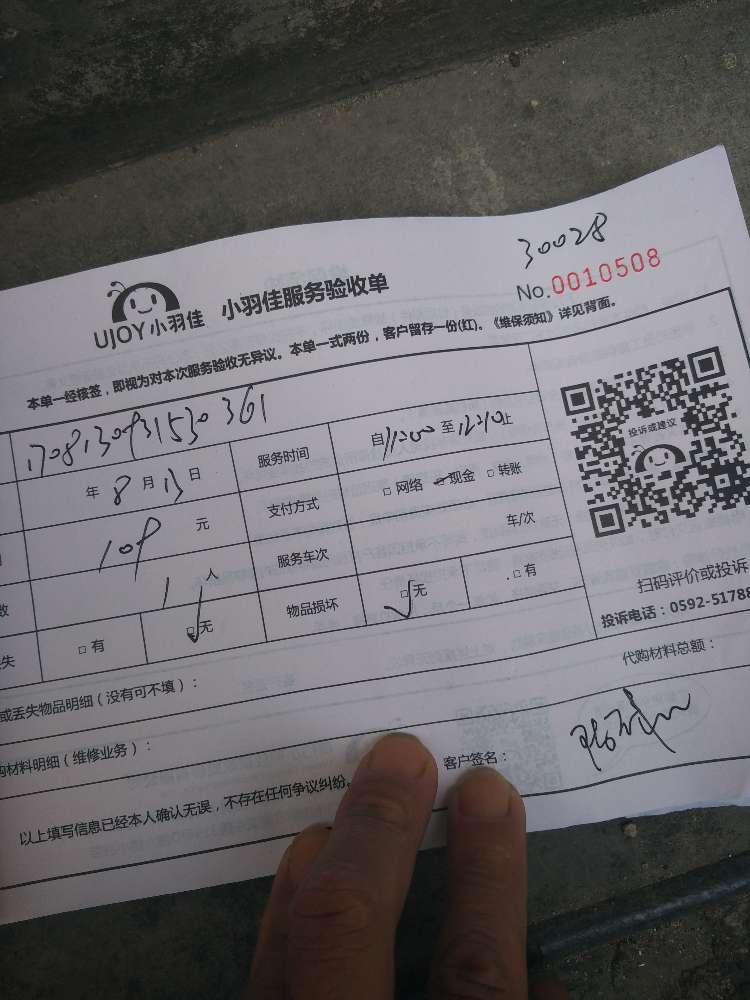 30028
UJOY小羽佳 小羽佳服务验收单 No.0010508
本单一经核签，即视为对本次服务验收无异议。本单一式两份，客户留存一份(红)。《维保须知》详见背面。
1708130931530361
年 8 月 13 日 服务时间 自11:00至12:10止
109 元 支付方式 □ 网络 现金 □ 转账
数 1 人 服务车次 车/次
失 □ 有 □ 无 物品损坏 □ 无 □ 有
投诉或建议
扫码评价或投诉
投诉电话：0592-51788
或丢失物品明细（没有可不填）：
代购材料总额：
购材料明细（维修业务）：
客户签名：
以上填写信息已经本人确认无误，不存在任何争议纠纷。